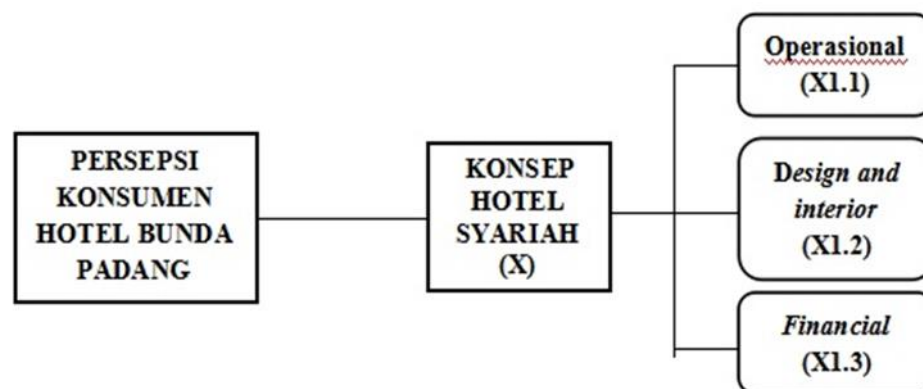 PERSEPSI
KONSUMEN
HOTEL BUNDA
PADANG
KONSEP
HOTEL
SYARIAH
(X)
Operasional
(X1.1)
Design and
interior
(X1.2)
Financial
(X1.3)